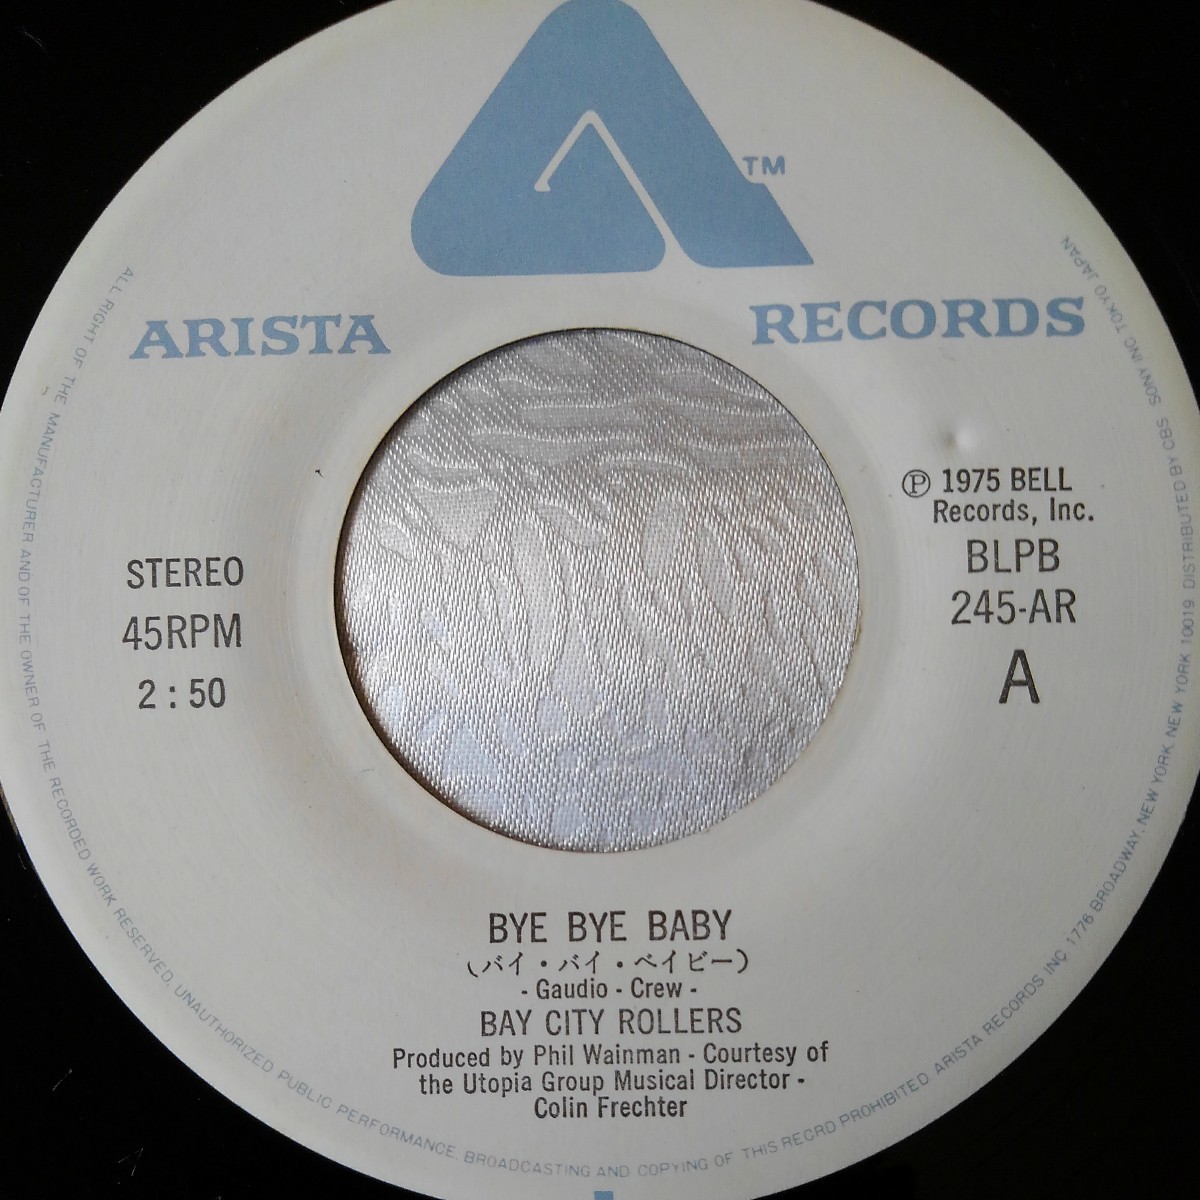 TM
ARISTA RECORDS
℗ 1975 BELL
Records, Inc.
BLPB
245-AR
A
STEREO
45RPM
2:50
BYE BYE BABY
(バイ・バイ・ベイビー)
- Gaudio - Crew -
BAY CITY ROLLERS
Produced by Phil Wainman - Courtesy of
the Utopia Group Musical Director -
Colin Frechter
ALL RIGHT OF THE MANUFACTURER AND OF THE OWNER OF THE RECORDED WORK RESERVED. UNAUTHORIZED PUBLIC PERFORMANCE. BROADCASTING AND COPYING OF THIS RECRD PROHIBITED ARISTA RECORDS INC 1776 BROADWAY, NEW YORK, NEW YORK 10019 DISTRIBUTED BY CBS SONY INC TOKYO JAPAN